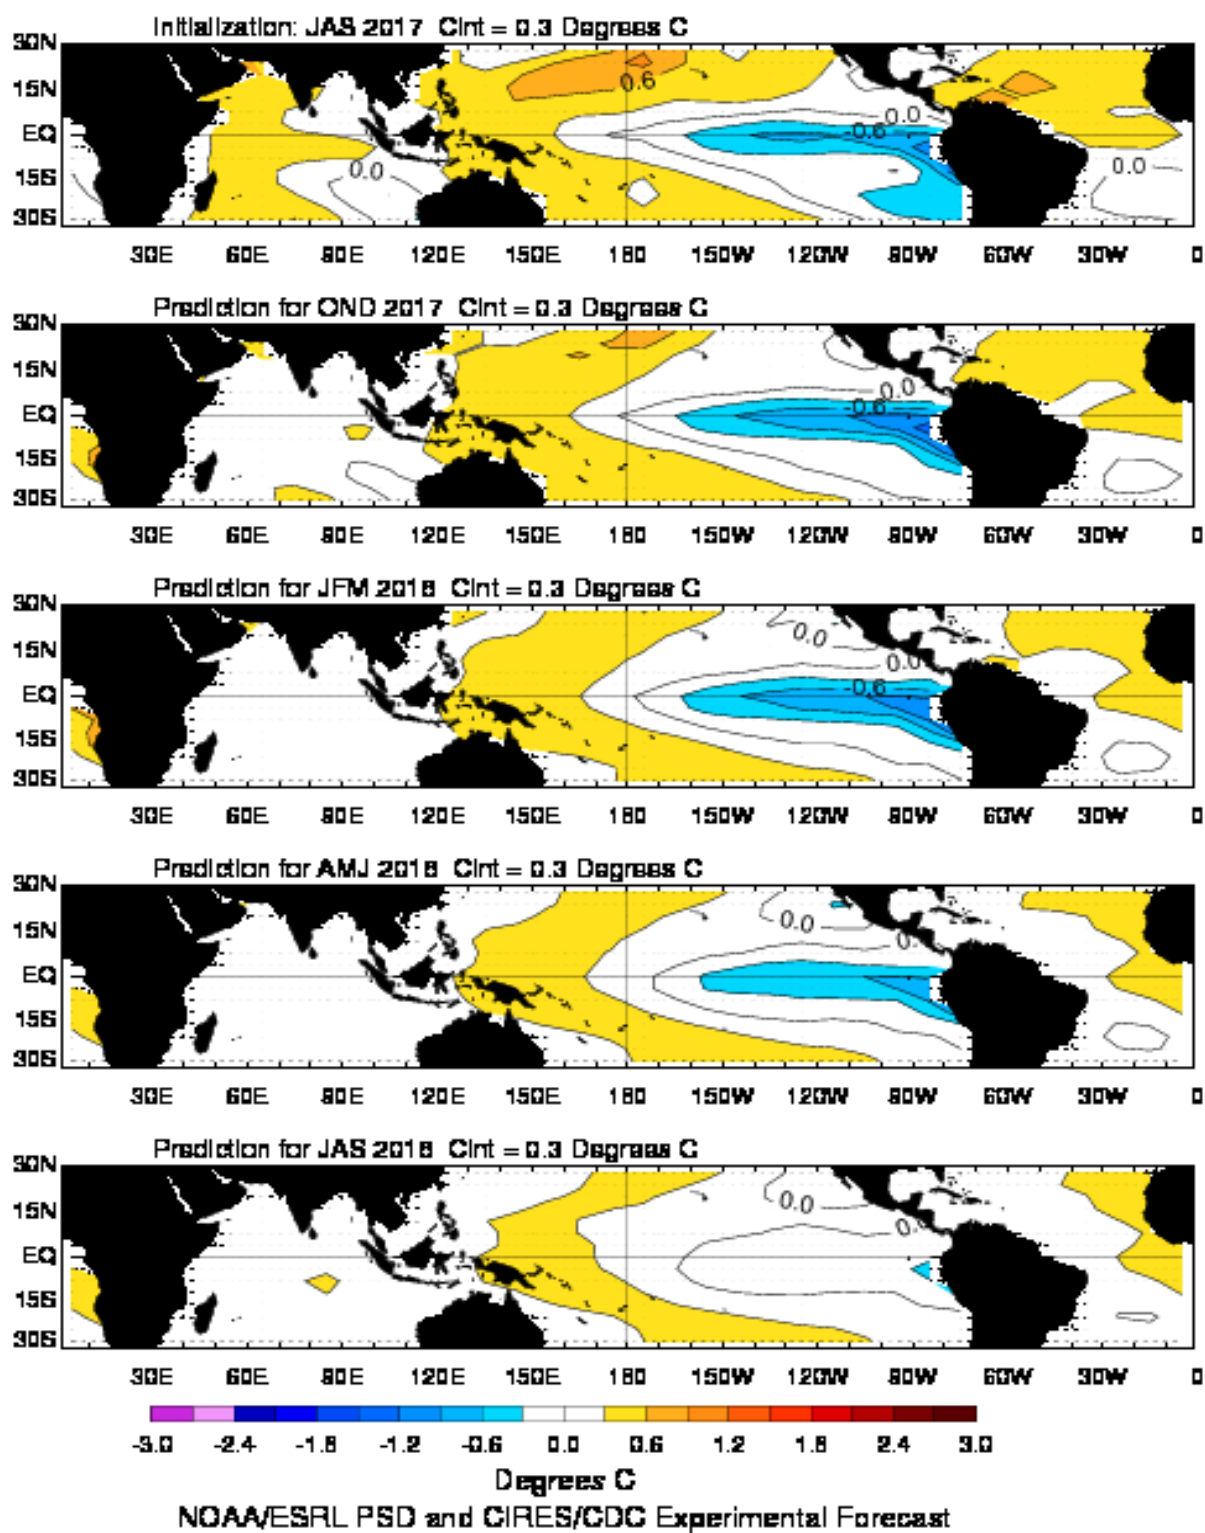 Initialization: JAS 2017 Cint = 0.3 Degrees C
30N
15N
EQ
15S
30S
0.6
0.0
-0.6
0.0
0.0
30E 60E 90E 120E 150E 180 150W 120W 90W 60W 30W 0
Prediction for OND 2017 Cint = 0.3 Degrees C
30N
15N
EQ
15S
30S
0.0
-0.6
30E 60E 90E 120E 150E 180 150W 120W 90W 60W 30W 0
Prediction for JFM 2018 Cint = 0.3 Degrees C
30N
15N
EQ
15S
30S
0.0
0.0
-0.6
30E 60E 90E 120E 150E 180 150W 120W 90W 60W 30W 0
Prediction for AMJ 2018 Cint = 0.3 Degrees C
30N
15N
EQ
15S
30S
0.0
30E 60E 90E 120E 150E 180 150W 120W 90W 60W 30W 0
Prediction for JAS 2018 Cint = 0.3 Degrees C
30N
15N
EQ
15S
30S
0.0
30E 60E 90E 120E 150E 180 150W 120W 90W 60W 30W 0
-3.0 -2.4 -1.8 -1.2 -0.6 0.0 0.6 1.2 1.8 2.4 3.0
Degrees C
NOAA/ESRL PSD and CIRES/CDC Experimental Forecast